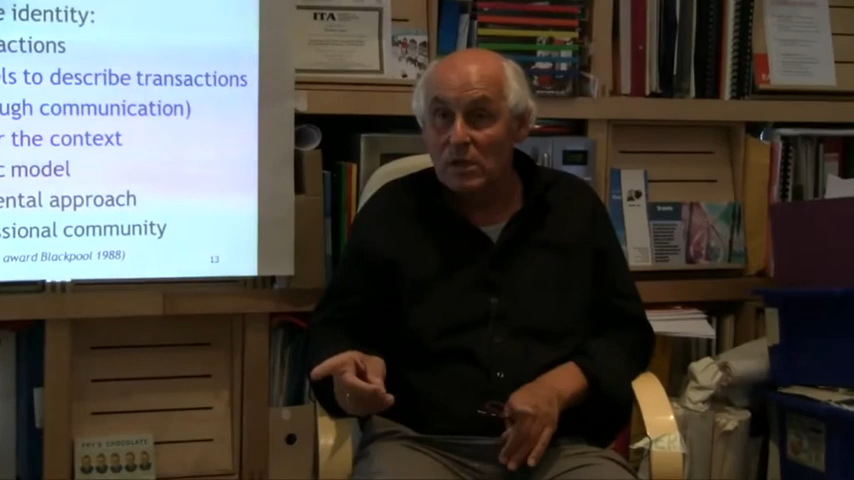 e identity:
actions
els to describe transactions
ugh communication)
r the context
c model
ental approach
ssional community
award Blackpool 1988)
13
ITA
FRY'S CHOCOLATE